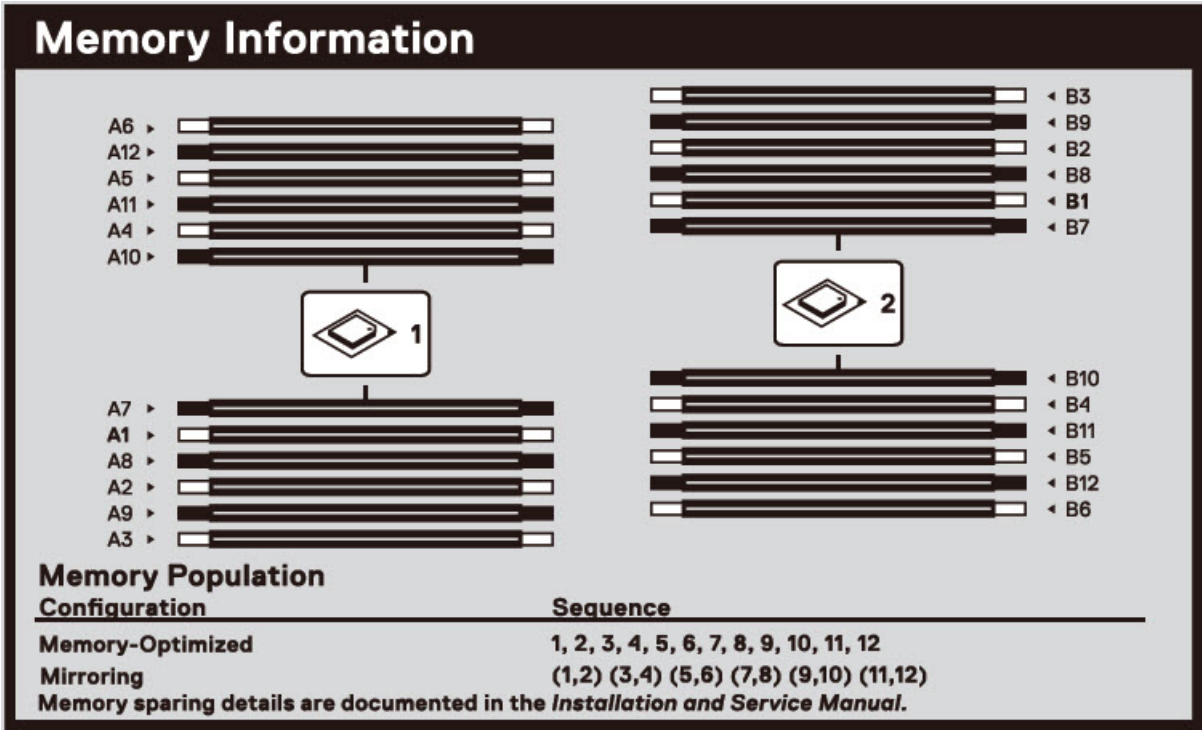 Memory Information
A6
A12
A5
A11
A4
A10
1
A7
A1
A8
A2
A9
A3
B3
B9
B2
B8
B1
B7
2
B10
B4
B11
B5
B12
B6
Memory Population
Configuration Sequence
Memory-Optimized 1, 2, 3, 4, 5, 6, 7, 8, 9, 10, 11, 12
Mirroring (1,2) (3,4) (5,6) (7,8) (9,10) (11,12)
Memory sparing details are documented in the Installation and Service Manual.